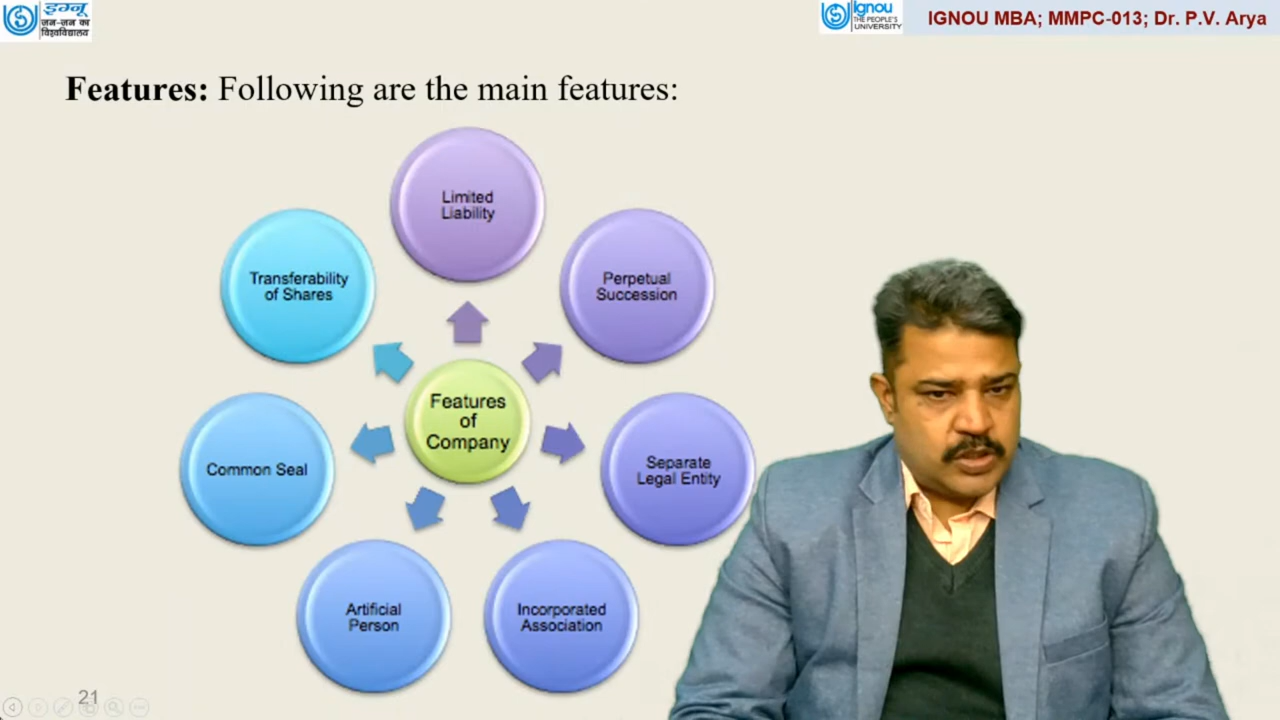 इग्नू
जन-जन का
विश्वविद्यालय
ignou
THE PEOPLE'S
UNIVERSITY
IGNOU MBA; MMPC-013; Dr. P.V. Arya
Features: Following are the main features:
Limited
Liability
Transferability
of Shares
Perpetual
Succession
Features
of
Company
Common Seal
Separate
Legal Entity
Artificial
Person
Incorporated
Association
21